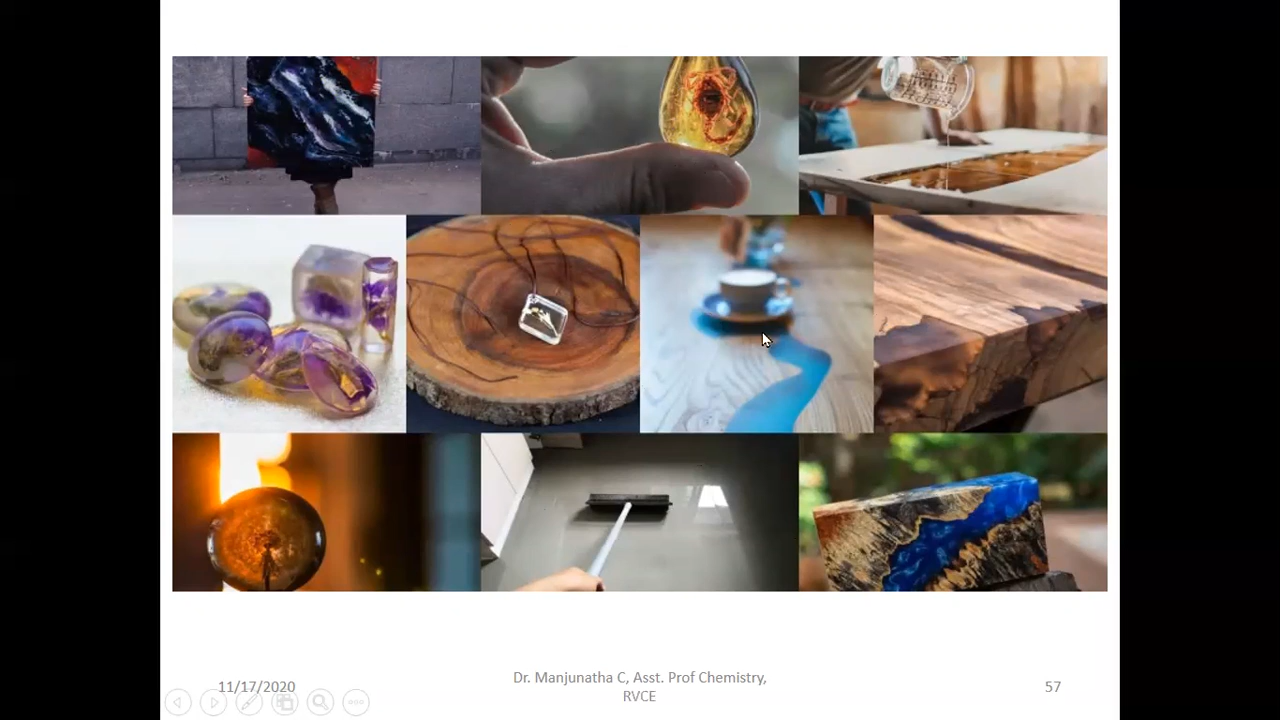 11/17/2020
Dr. Manjunatha C, Asst. Prof Chemistry,
RVCE
57